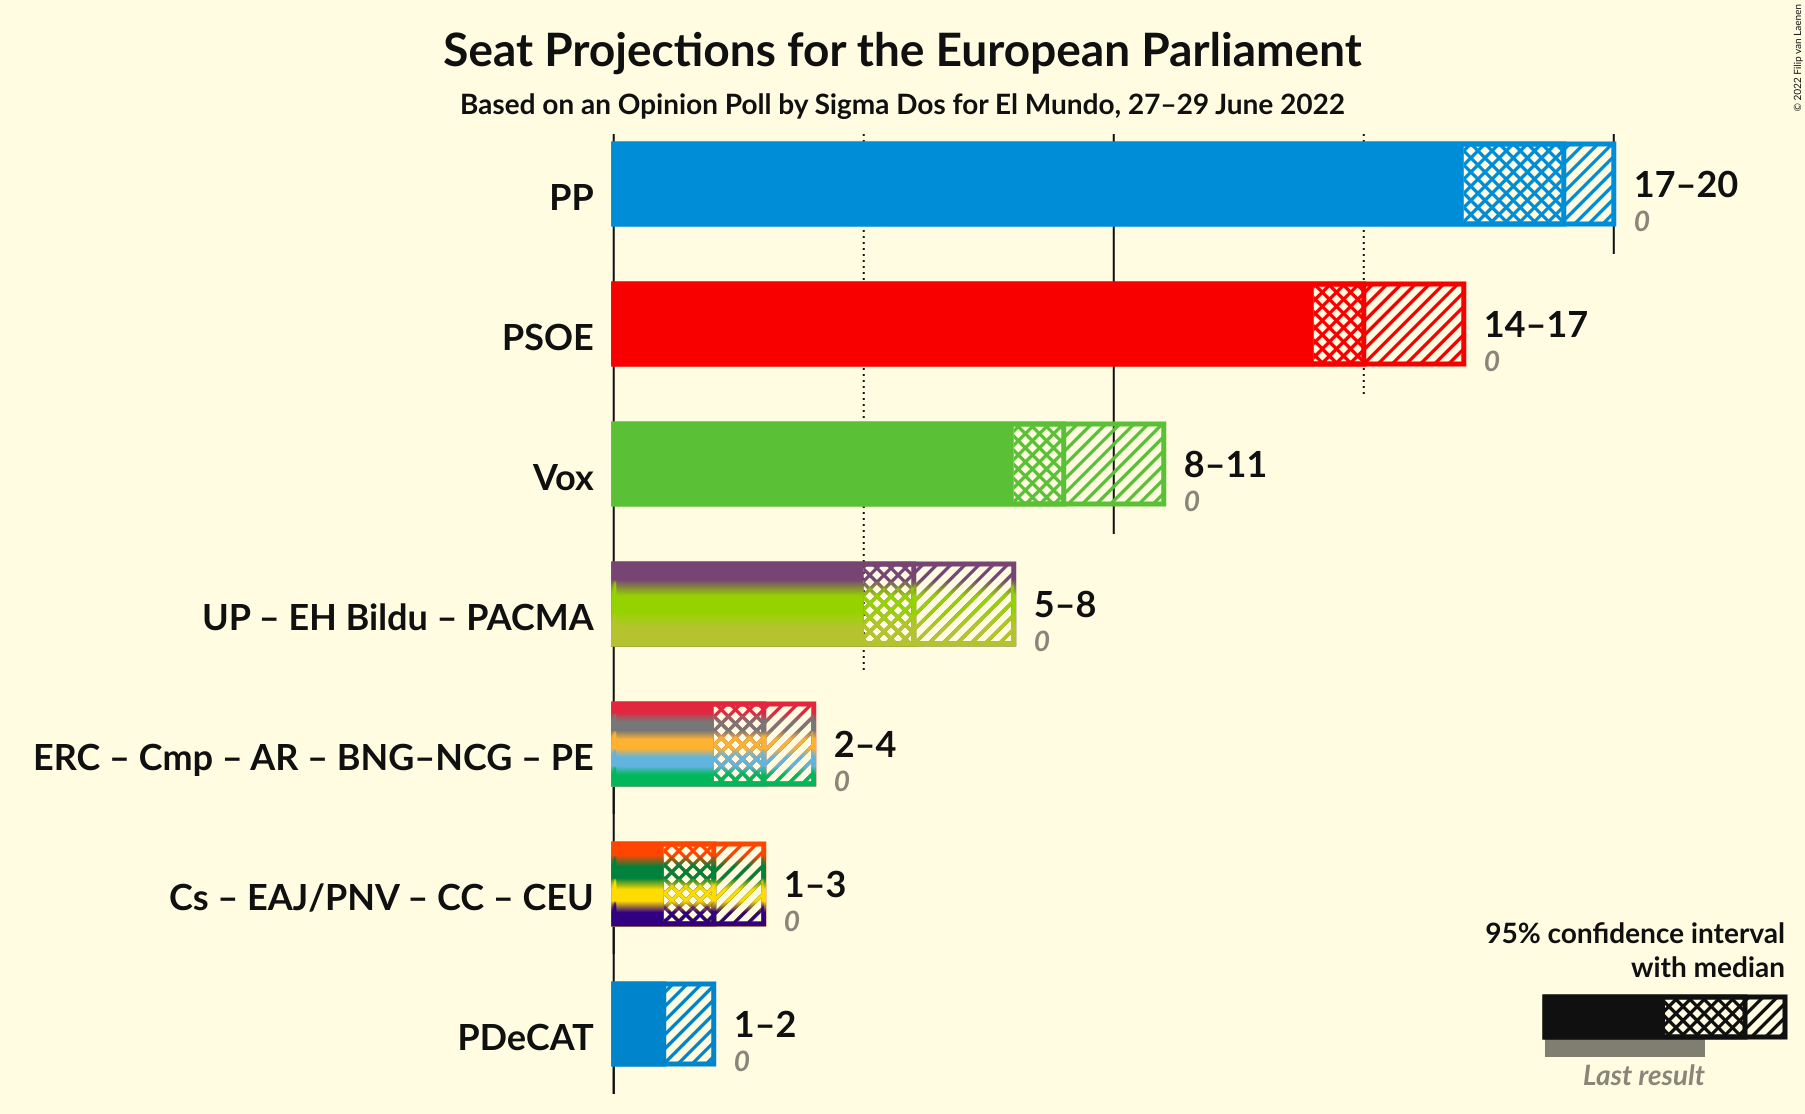 Seat Projections for the European Parliament
Based on an Opinion Poll by Sigma Dos for El Mundo, 27–29 June 2022
© 2022 Filip van Laenen
PP
17–20
0
PSOE
14–17
0
Vox
8–11
0
UP – EH Bildu – PACMA
5–8
0
ERC – Cmp – AR – BNG–NCG – PE
2–4
0
Cs – EAJ/PNV – CC – CEU
1–3
0
PDeCAT
1–2
0
95% confidence interval
with median
Last result